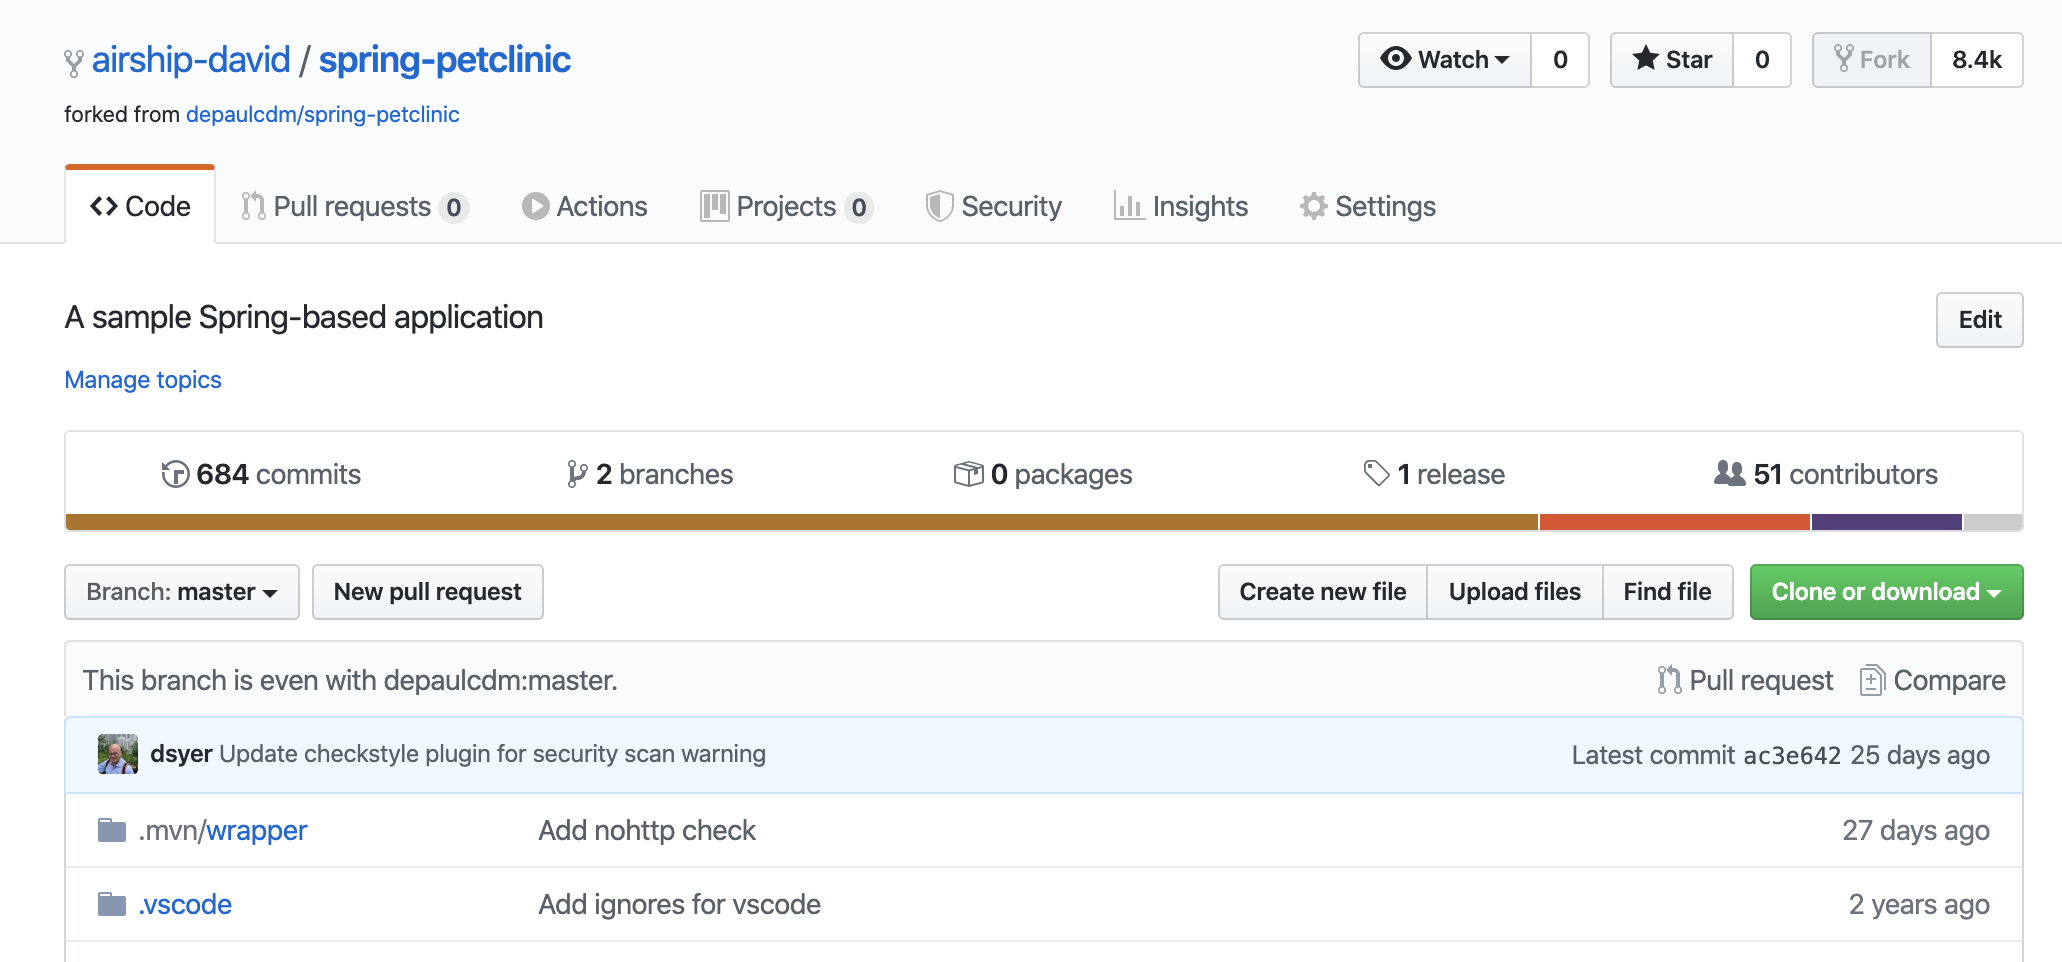 airship-david / spring-petclinic
Watch 0 Star 0 Fork 8.4k
forked from depaulcdm/spring-petclinic
Code Pull requests 0 Actions Projects 0 Security Insights Settings
A sample Spring-based application
Edit
Manage topics
684 commits 2 branches 0 packages 1 release 51 contributors
Branch: master New pull request Create new file Upload files Find file Clone or download
This branch is even with depaulcdm:master. Pull request Compare
dsyer Update checkstyle plugin for security scan warning Latest commit ac3e642 25 days ago
.mvn/wrapper Add nohttp check 27 days ago
.vscode Add ignores for vscode 2 years ago